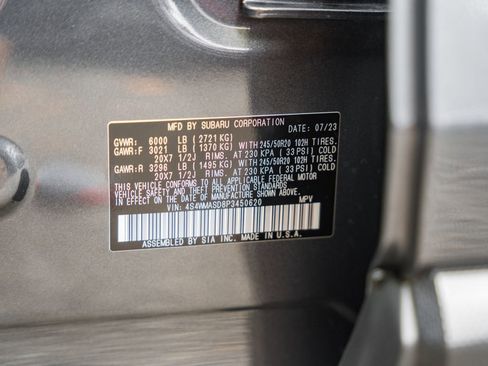 MFD. BY SUBARU CORPORATION DATE: 07/23
GVWR: 6000 LB (2721 KG)
GAWR:F 3021 LB (1370 KG) WITH 245/50R20 102H TIRES.
20X7 1/2J RIMS. AT 230 KPA ( 33 PSI) COLD
GAWR:R 3296 LB (1495 KG) WITH 245/50R20 102H TIRES.
20X7 1/2J RIMS. AT 230 KPA ( 33 PSI) COLD
THIS VEHICLE CONFORMS TO ALL APPLICABLE FEDERAL MOTOR
VEHICLE SAFETY AND THEFT PREVENTION STANDARDS
IN EFFECT ON THE DATE OF MANUFACTURE SHOWN ABOVE.
VIN: 4S4WMASD8P3450620 MPV
ASSEMBLED BY SIA INC. MADE IN U.S.A.